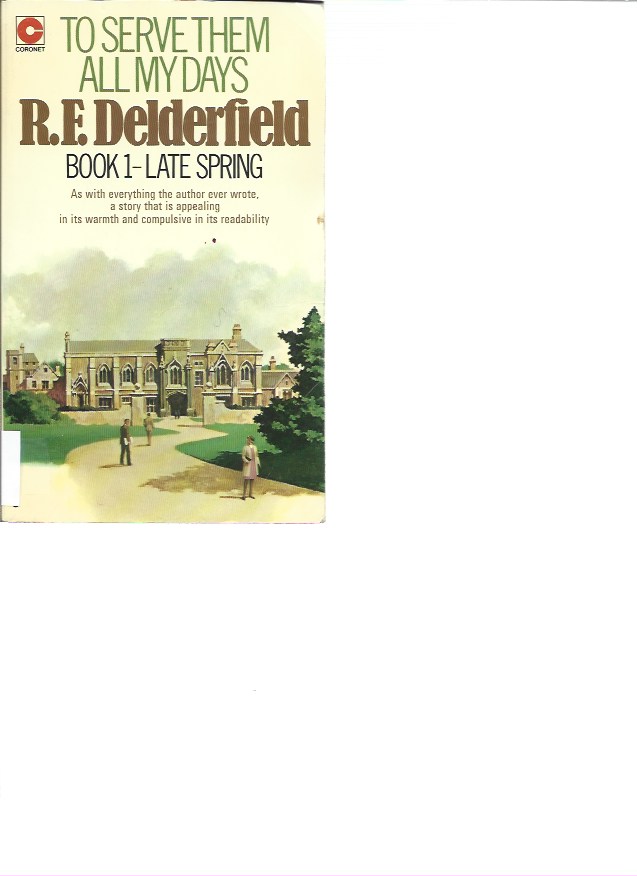 CORONET
TO SERVE THEM
ALL MY DAYS
R.F. Delderfield
BOOK 1-LATE SPRING
As with everything the author ever wrote,
a story that is appealing
in its warmth and compulsive in its readability